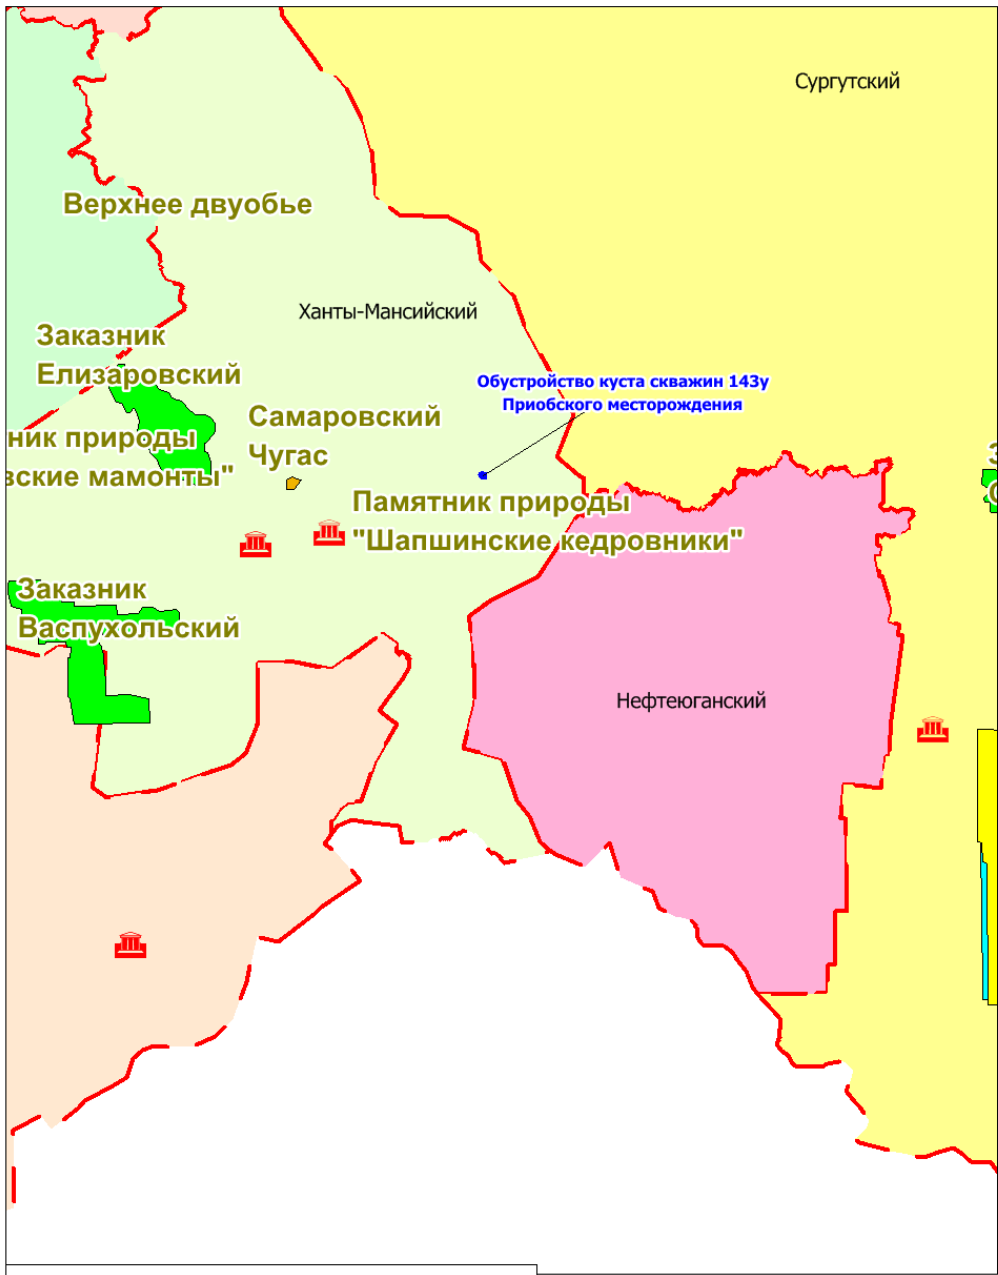 Сургутский
Верхнее двуобье
Ханты-Мансийский
Заказник
Елизаровский
Обустройство куста скважин 143у
Приобского месторождения
Самаровский
Чугас
ник природы
вские мамонты"
Памятник природы
"Шапшинские кедровники"
Заказник
Васпухольский
Нефтеюганский